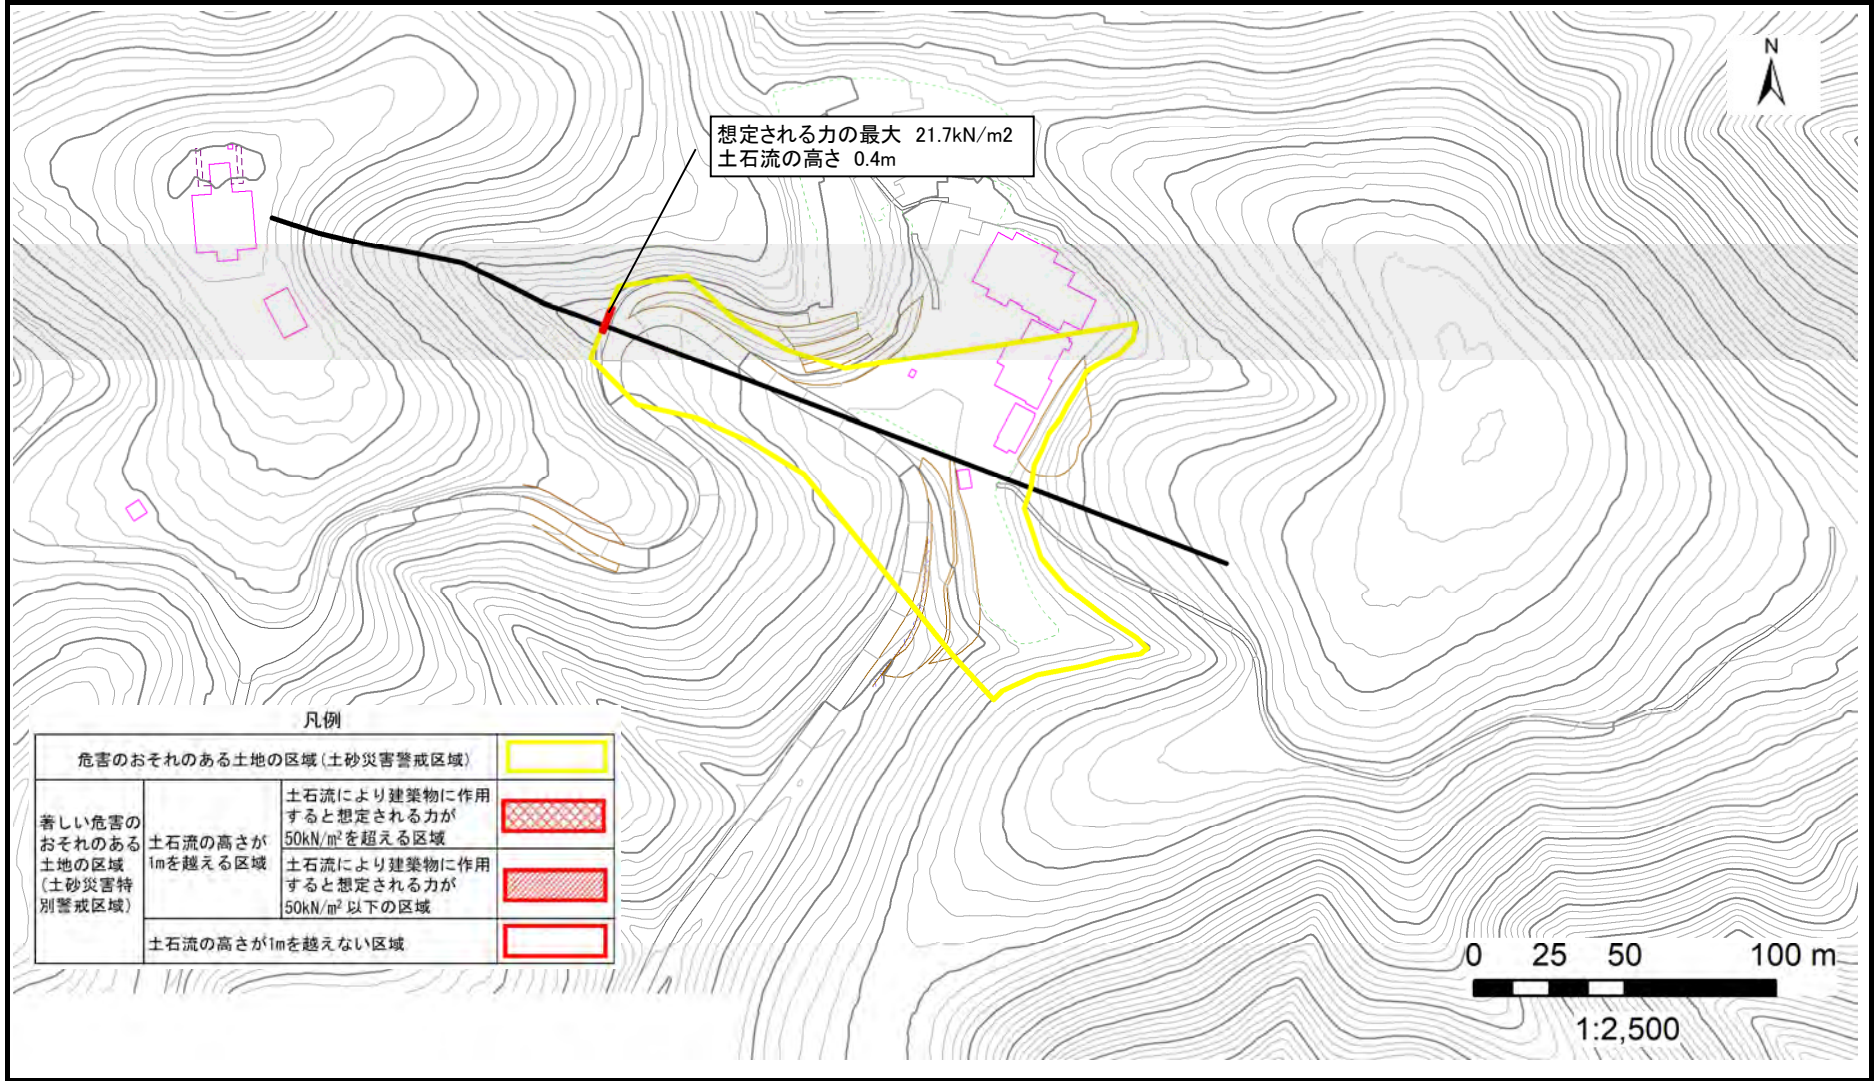 N
想定される力の最大 21.7kN/m2
土石流の高さ 0.4m
凡例
危害のおそれのある土地の区域(土砂災害警戒区域)
著しい危害の
おそれのある
土地の区域
(土砂災害特
別警戒区域)
土石流の高さが
1mを越える区域
土石流により建築物に作用
すると想定される力が
50kN/m²を超える区域
土石流により建築物に作用
すると想定される力が
50kN/m²以下の区域
土石流の高さが1mを越えない区域
0 25 50 100 m
1:2,500